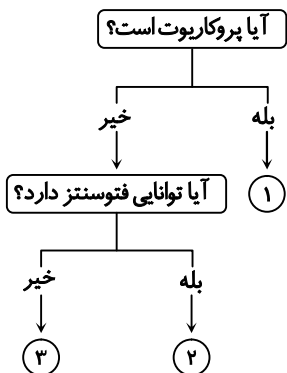 آیا پروکاریوت است؟
بله
خیر
۱
آیا توانایی فتوسنتز دارد؟
بله
خیر
۲
۳